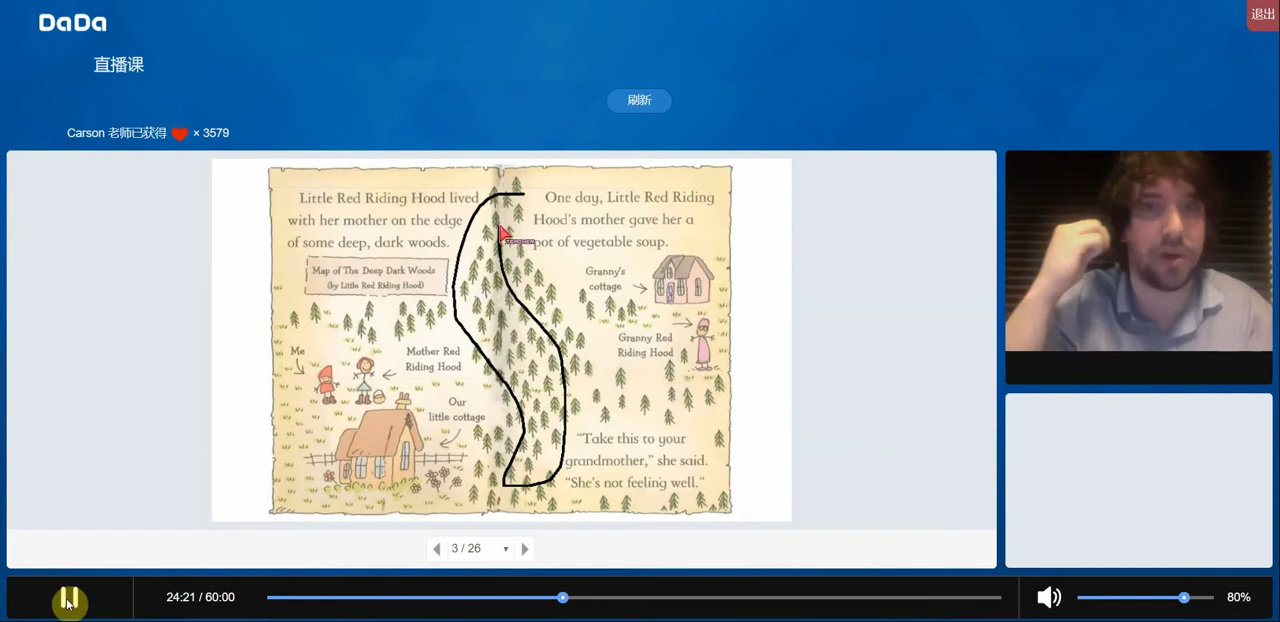 DaDa
退出
直播课
刷新
Carson 老师已获得 × 3579
Little Red Riding Hood lived
with her mother on the edge
of some deep, dark woods.
Map of The Deep Dark Woods
(by Little Red Riding Hood)
Me
Mother Red
Riding Hood
Our
little cottage
One day, Little Red Riding
Hood's mother gave her a
pot of vegetable soup.
Granny's
cottage
Granny Red
Riding Hood
"Take this to your
grandmother," she said.
"She's not feeling well."
3 / 26
24:21 / 60:00
80%